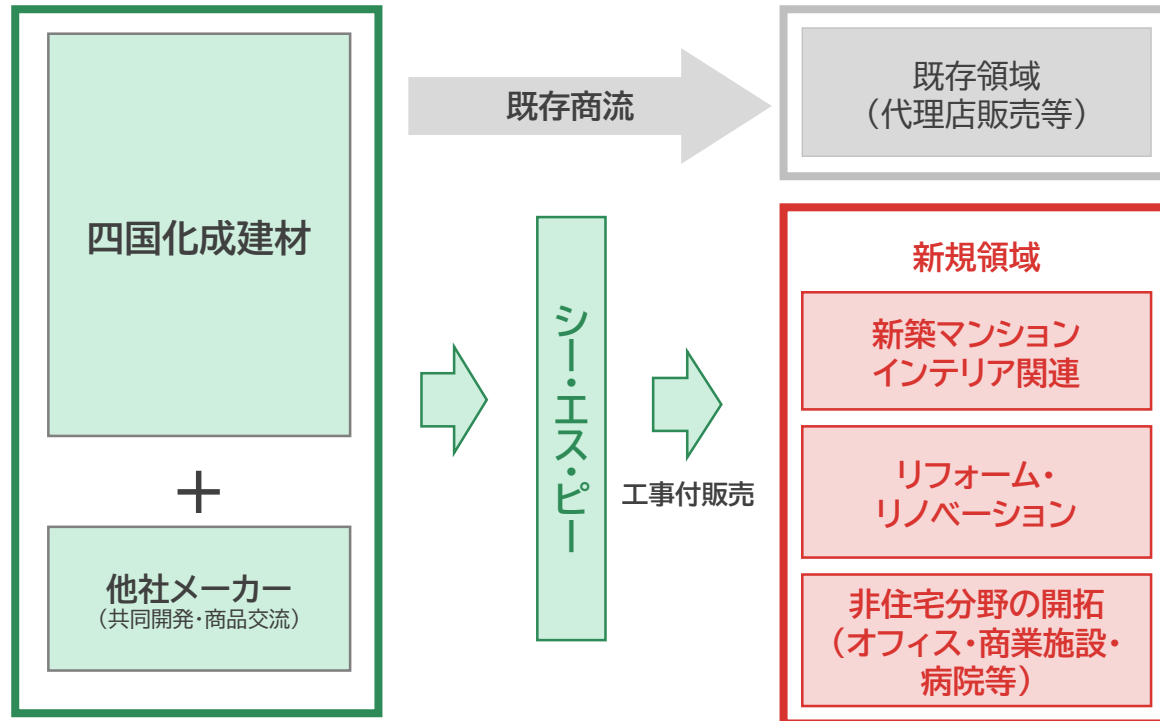 四国化成建材
＋
他社メーカー
（共同開発・商品交流）
既存商流
既存領域
（代理店販売等）
シー・エス・ピー
工事付販売
新規領域
新築マンション
インテリア関連
リフォーム・
リノベーション
非住宅分野の開拓
（オフィス・商業施設・
病院等）